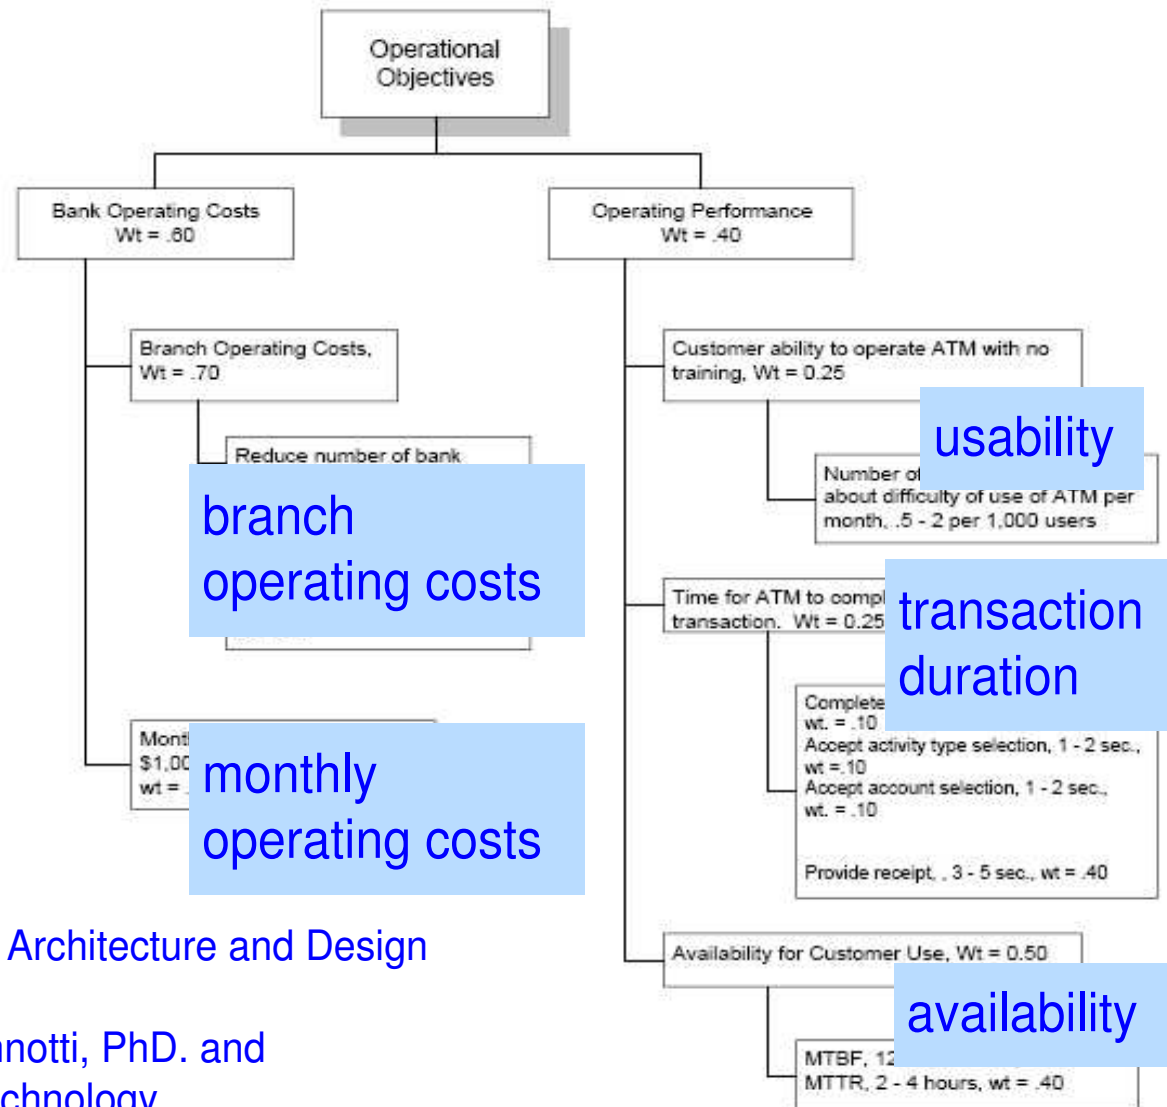 Operational
Objectives
Bank Operating Costs
Wt = .60
Operating Performance
Wt = .40
Branch Operating Costs,
Wt = .70
Reduce number of bank
branch
operating costs
monthly
operating costs
$1,00
wt =
Customer ability to operate ATM with no
training, Wt = 0.25
usability
Number of
about difficulty of use of ATM per
month, .5 - 2 per 1,000 users
Time for ATM to
transaction. Wt = 0.25
transaction
duration
Complete
wt. = .10
Accept activity type selection, 1 - 2 sec.,
wt =.10
Accept account selection, 1 - 2 sec.,
wt. = .10
Provide receipt, , 3 - 5 sec., wt = .40
Availability for Customer Use, Wt = 0.50
availability
MTBF, 12
MTTR, 2 - 4 hours, wt = .40
Architecture and Design
nnotti, PhD. and
chnology